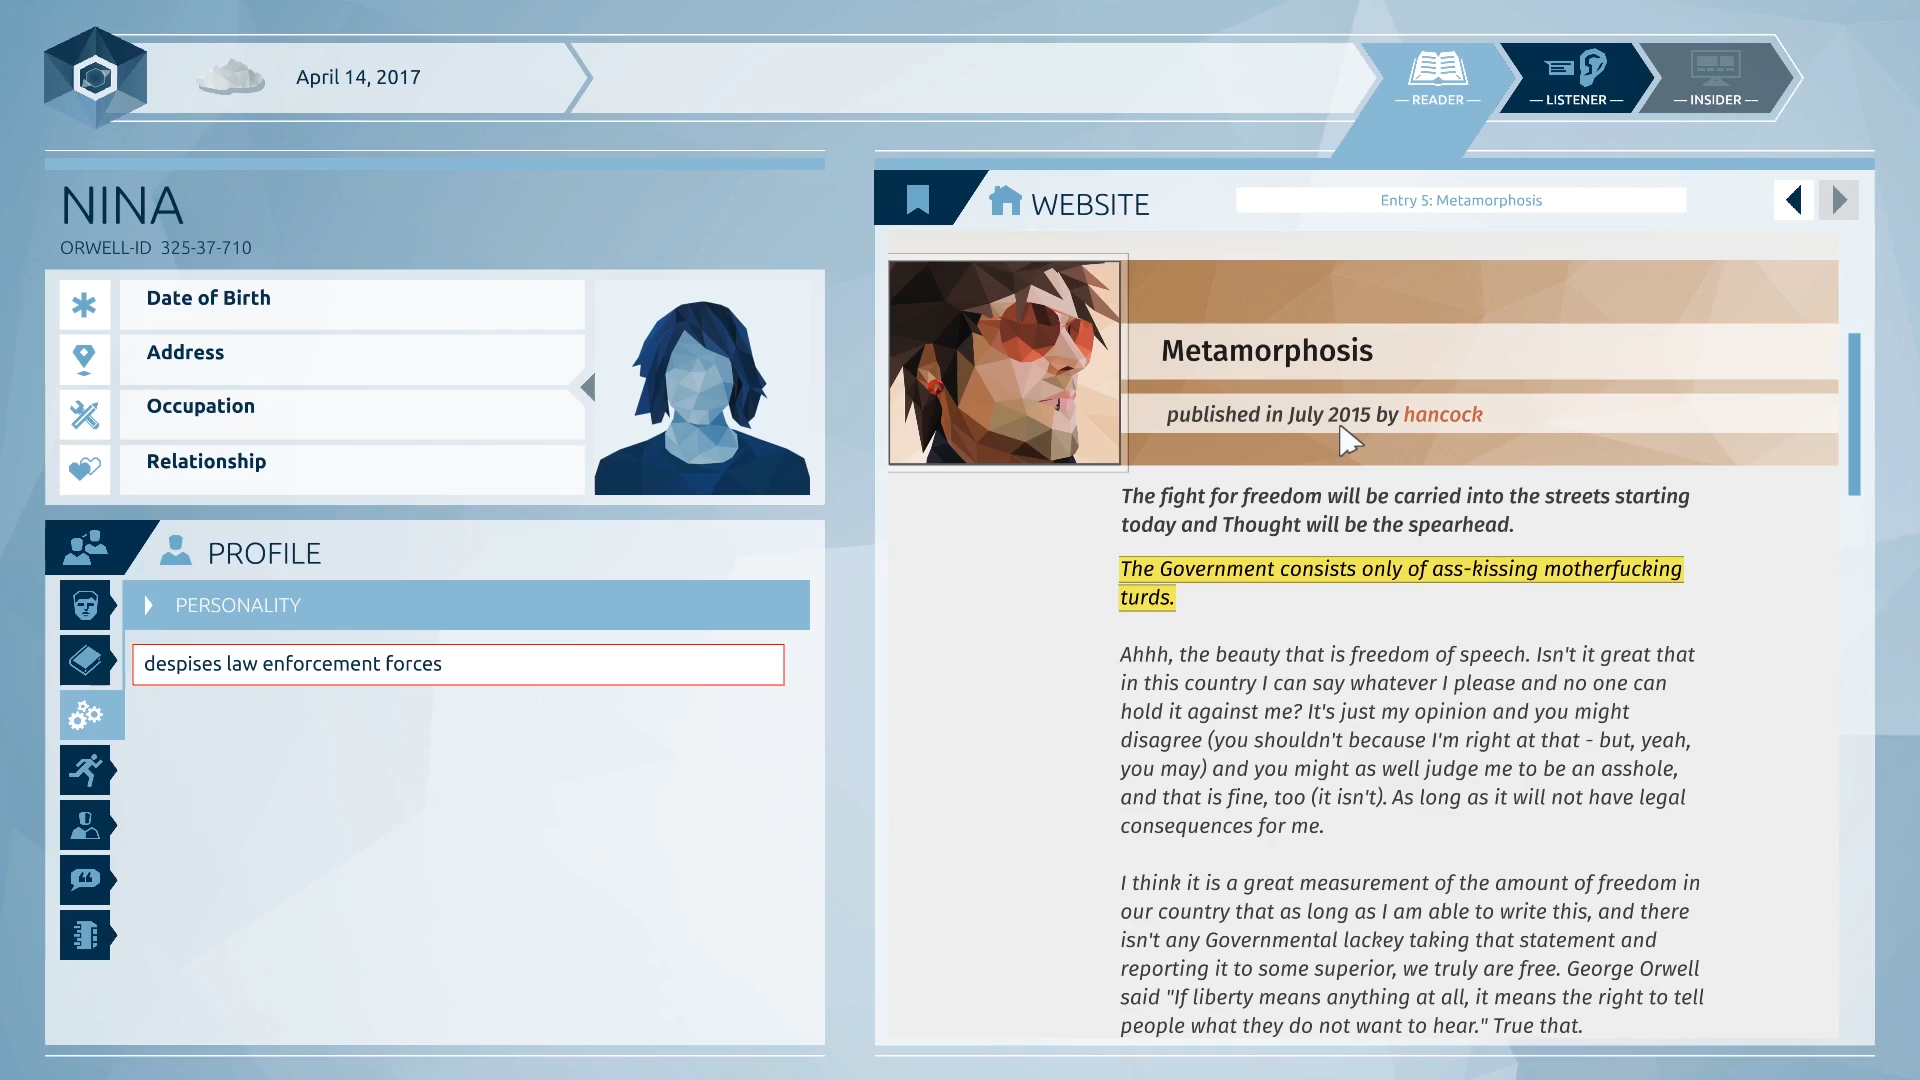 April 14, 2017
— READER —
— LISTENER —
— INSIDER —
NINA
ORWELL-ID 325-37-710
Date of Birth
Address
Occupation
Relationship
PROFILE
PERSONALITY
despises law enforcement forces
WEBSITE
Entry 5: Metamorphosis
Metamorphosis
published in July 2015 by hancock
The fight for freedom will be carried into the streets starting
today and Thought will be the spearhead.
The Government consists only of ass-kissing motherfucking
turds.
Ahhh, the beauty that is freedom of speech. Isn't it great that
in this country I can say whatever I please and no one can
hold it against me? It's just my opinion and you might
disagree (you shouldn't because I'm right at that - but, yeah,
you may) and you might as well judge me to be an asshole,
and that is fine, too (it isn't). As long as it will not have legal
consequences for me.
I think it is a great measurement of the amount of freedom in
our country that as long as I am able to write this, and there
isn't any Governmental lackey taking that statement and
reporting it to some superior, we truly are free. George Orwell
said "If liberty means anything at all, it means the right to tell
people what they do not want to hear." True that.